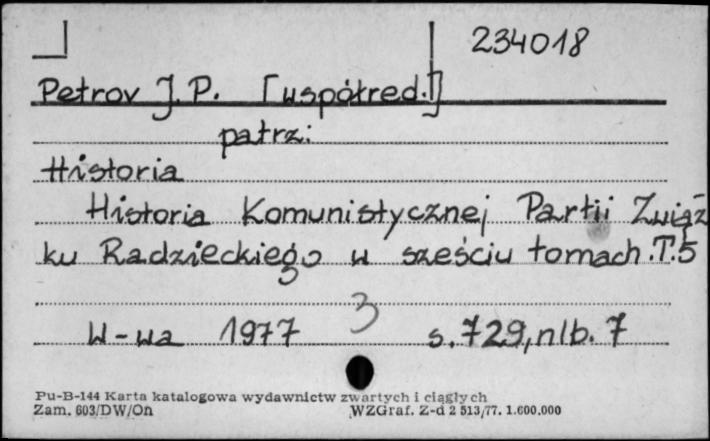 234018
Petrov J.P. [współred.]
patrz:
Historia
Historia Komunistycznej Partii Związ
ku Radzieckiego w sześciu tomach.T.5
3
W-wa 1977 s.729,nlb.7
Pu-B-144 Karta katalogowa wydawnictw zwartych i ciągłych
Zam. 603/DW/On WZGraf. Z-d 2 513/77. 1.600.000